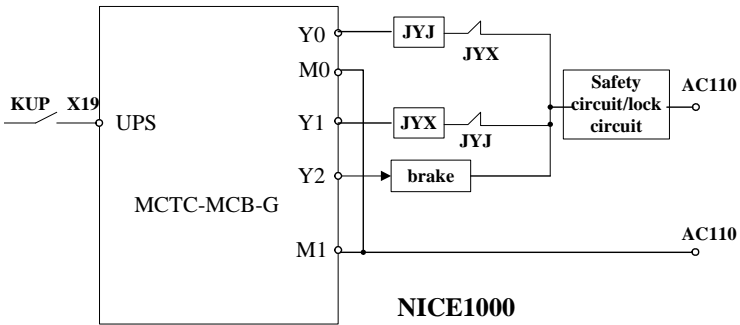 Y0
JYJ
JYX
M0
Safety
circuit/lock
circuit
AC110
KUP
X19
UPS
Y1
JYX
JYJ
Y2
brake
MCTC-MCB-G
M1
AC110
NICE1000